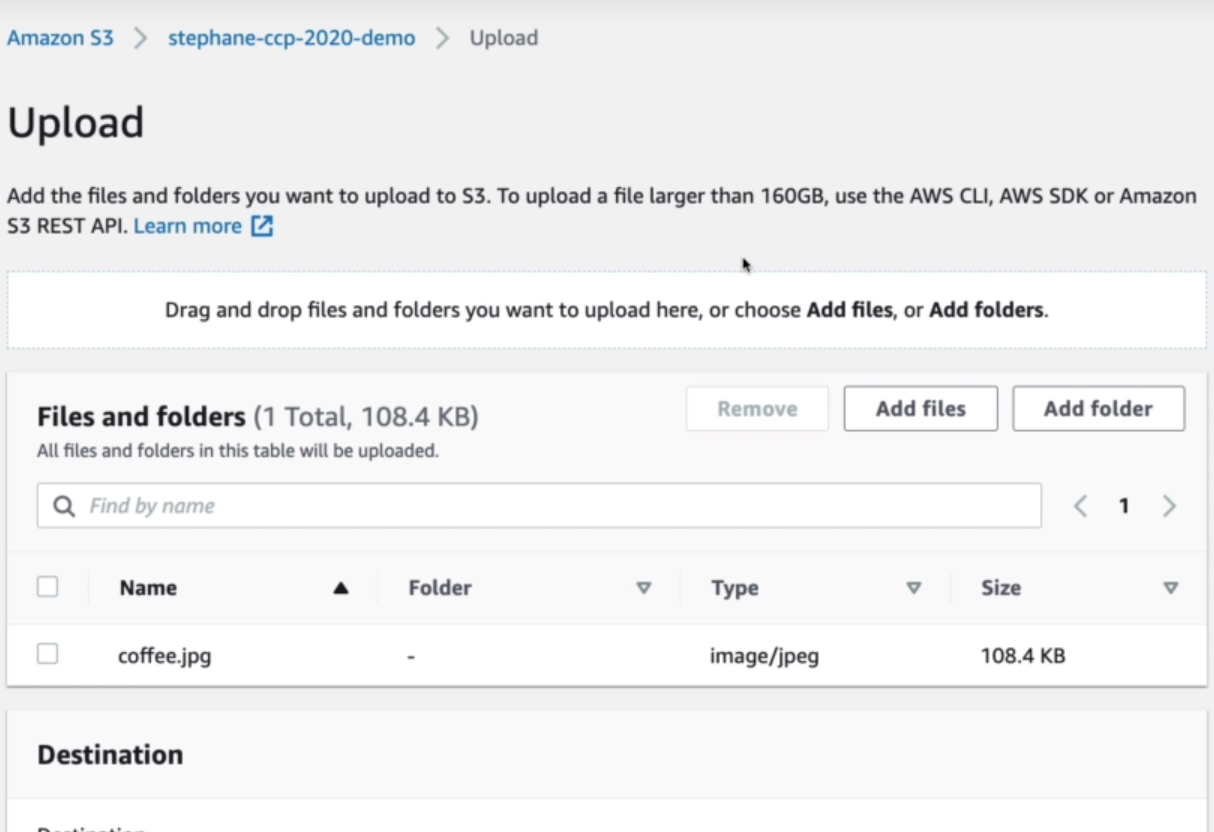 Amazon S3 > stephane-ccp-2020-demo > Upload
Upload
Add the files and folders you want to upload to S3. To upload a file larger than 160GB, use the AWS CLI, AWS SDK or Amazon
S3 REST API. Learn more
Drag and drop files and folders you want to upload here, or choose Add files, or Add folders.
Files and folders (1 Total, 108.4 KB)
Remove
Add files
Add folder
All files and folders in this table will be uploaded.
Find by name
1
Name Folder Type Size
coffee.jpg - image/jpeg 108.4 KB
Destination